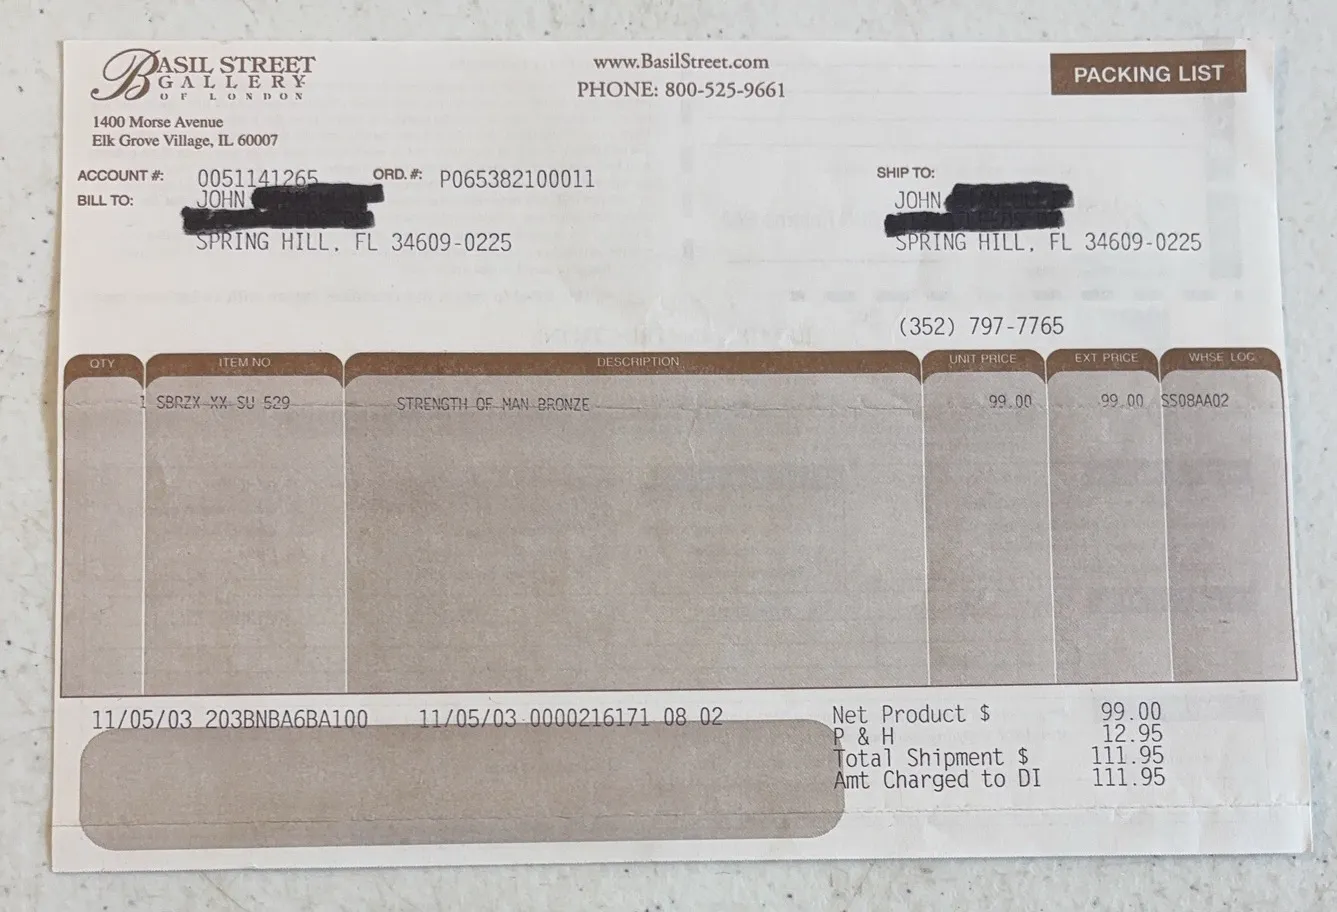 BASIL STREET
GALLERY
OF LONDON
1400 Morse Avenue
Elk Grove Village, IL 60007
www.BasilStreet.com
PHONE: 800-525-9661
PACKING LIST
ACCOUNT #: 0051141265 ORD. #: P065382100011
BILL TO: JOHN
SPRING HILL, FL 34609-0225
SHIP TO:
JOHN
SPRING HILL, FL 34609-0225
(352) 797-7765
QTY ITEM NO DESCRIPTION UNIT PRICE EXT PRICE WHSE LOC
1 SBRZX XX SU 529 STRENGTH OF MAN BRONZE 99.00 99.00 SS08AA02
11/05/03 203BNBA6BA100 11/05/03 0000216171 08 02
Net Product $ 99.00
P & H 12.95
Total Shipment $ 111.95
Amt Charged to DI 111.95